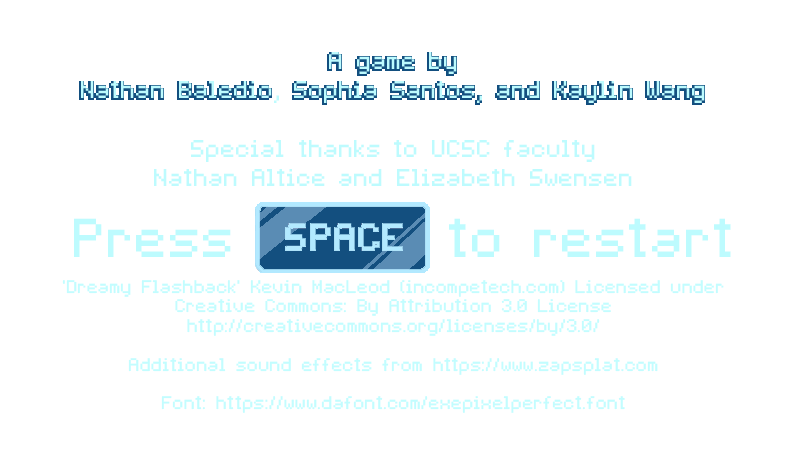 A game by
Nathan Baledio, Sophia Santos, and Kaylin Wang
Special thanks to UCSC faculty
Nathan Altice and Elizabeth Swensen
Press SPACE to restart
'Dreamy Flashback' Kevin MacLeod (incompetech.com) Licensed under
Creative Commons: By Attribution 3.0 License
http://creativecommons.org/licenses/by/3.0/
Additional sound effects from https://www.zapsplat.com
Font: https://www.dafont.com/exepixelperfect.font